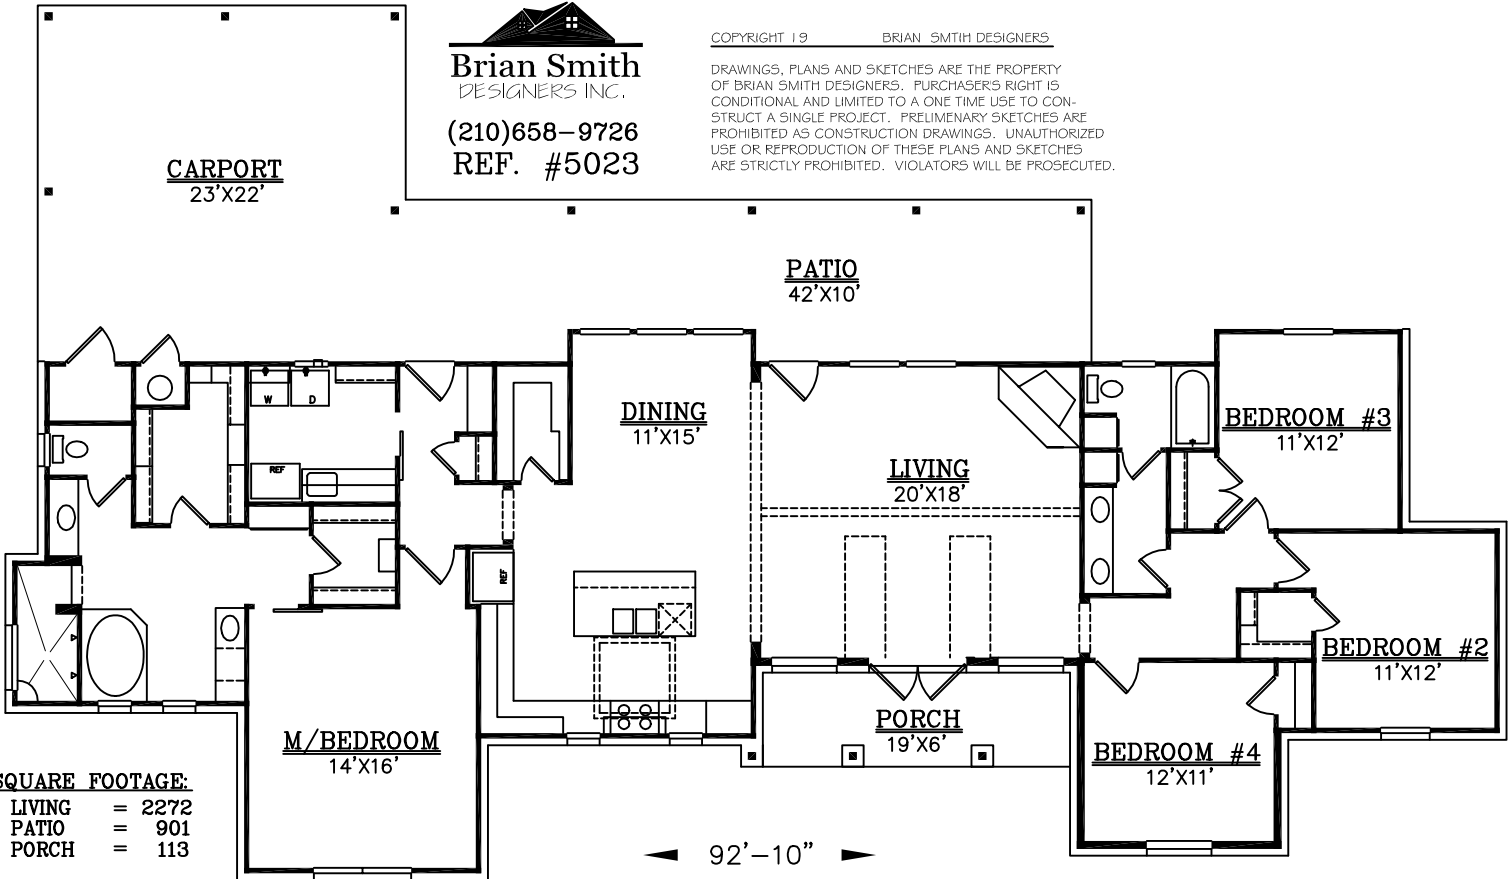 Brian Smith
DESIGNERS INC.
(210)658-9726
REF. #5023
COPYRIGHT 19 BRIAN SMTIH DESIGNERS
DRAWINGS, PLANS AND SKETCHES ARE THE PROPERTY
OF BRIAN SMITH DESIGNERS. PURCHASER'S RIGHT IS
CONDITIONAL AND LIMITED TO A ONE TIME USE TO CON-
STRUCT A SINGLE PROJECT. PRELIMENARY SKETCHES ARE
PROHIBITED AS CONSTRUCTION DRAWINGS. UNAUTHORIZED
USE OR REPRODUCTION OF THESE PLANS AND SKETCHES
ARE STRICTLY PROHIBITED. VIOLATORS WILL BE PROSECUTED.
CARPORT
23'X22'
PATIO
42'X10'
W D
REF
DINING
11'X15'
LIVING
20'X18'
BEDROOM #3
11'X12'
REF
BEDROOM #2
11'X12'
M/BEDROOM
14'X16'
PORCH
19'X6'
BEDROOM #4
12'X11'
SQUARE FOOTAGE:
LIVING = 2272
PATIO = 901
PORCH = 113
92'-10"